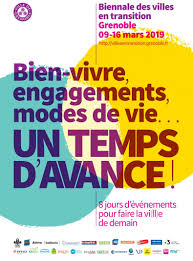 Biennale des villes
en transition
Grenoble
09-16 mars 2019
Bien-vivre,
engagements,
modes de vie...
UN TEMPS
D'AVANCE !
8 jours d'événements
pour faire la ville
de demain